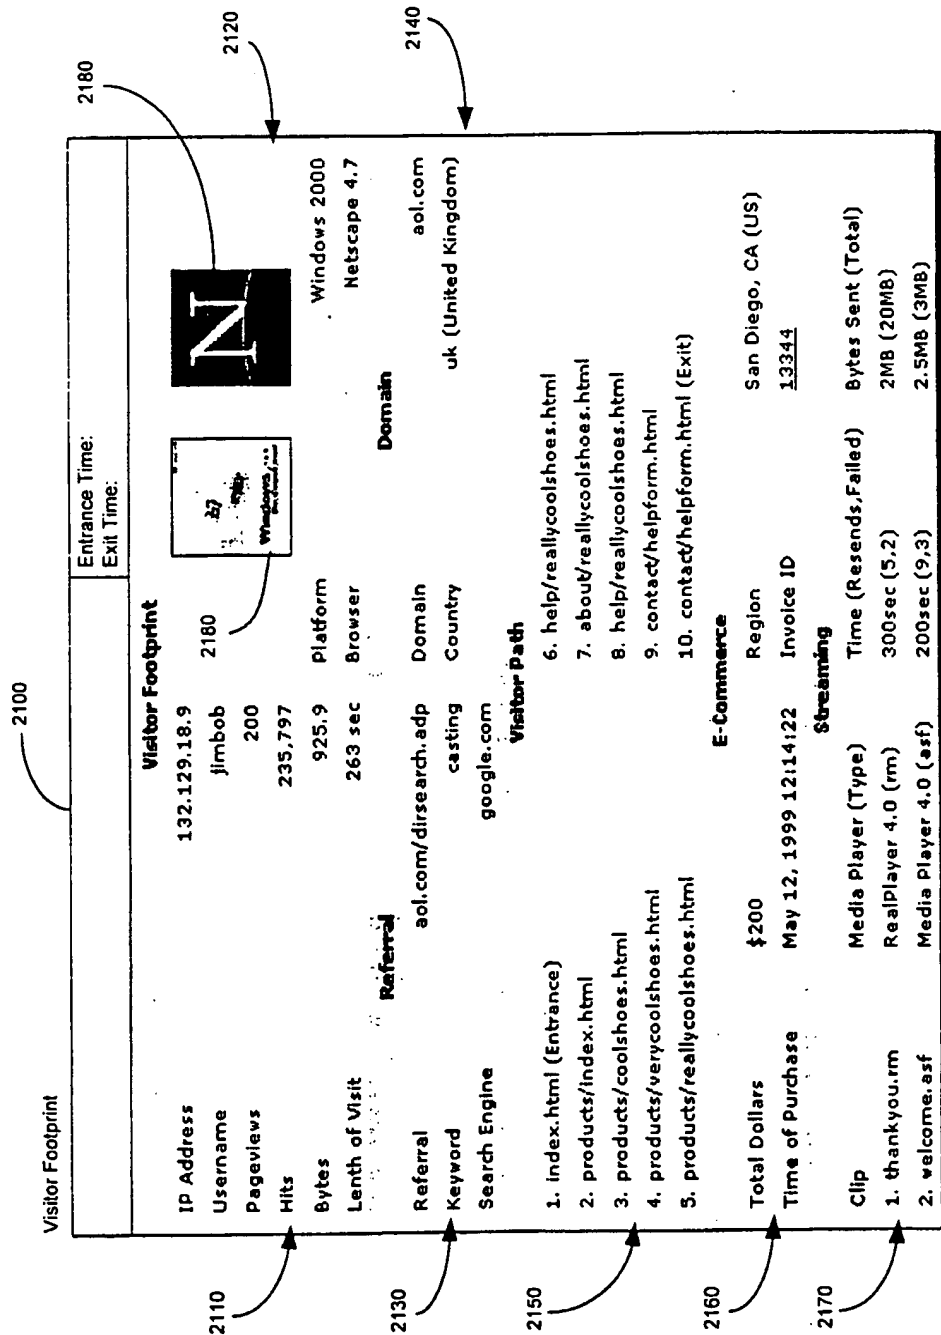 Visitor Footprint
2100
Entrance Time:
Exit Time:
2180
Visitor Footprint
IP Address 132.129.18.9
Username jimbob
2180
N
2120
Pageviews 200
Hits 235,797
2110
Bytes 925.9 Platform Windows 2000
Lenth of Visit 263 sec Browser Netscape 4.7
Referral Domain
2140
Referral aol.com/dirsearch.adp Domain aol.com
2130
Keyword casting Country uk (United Kingdom)
Search Engine google.com
Visitor Path
1. index.html (Entrance) 6. help/reallycoolshoes.html
2. products/index.html 7. about/reallycoolshoes.html
3. products/coolshoes.html 8. help/reallycoolshoes.html
2150
4. products/verycoolshoes.html 9. contact/helpform.html
5. products/reallycoolshoes.html 10. contact/helpform.html (Exit)
E-Commerce
Total Dollars $200 Region San Diego, CA (US)
2160
Time of Purchase May 12, 1999 12:14:22 Invoice ID 13344
Streaming
Clip Media Player (Type) Time (Resends,Failed) Bytes Sent (Total)
2170
1. thankyou.rm RealPlayer 4.0 (rm) 300sec (5,2) 2MB (20MB)
2. welcome.asf Media Player 4.0 (asf) 200sec (9,3) 2.5MB (3MB)